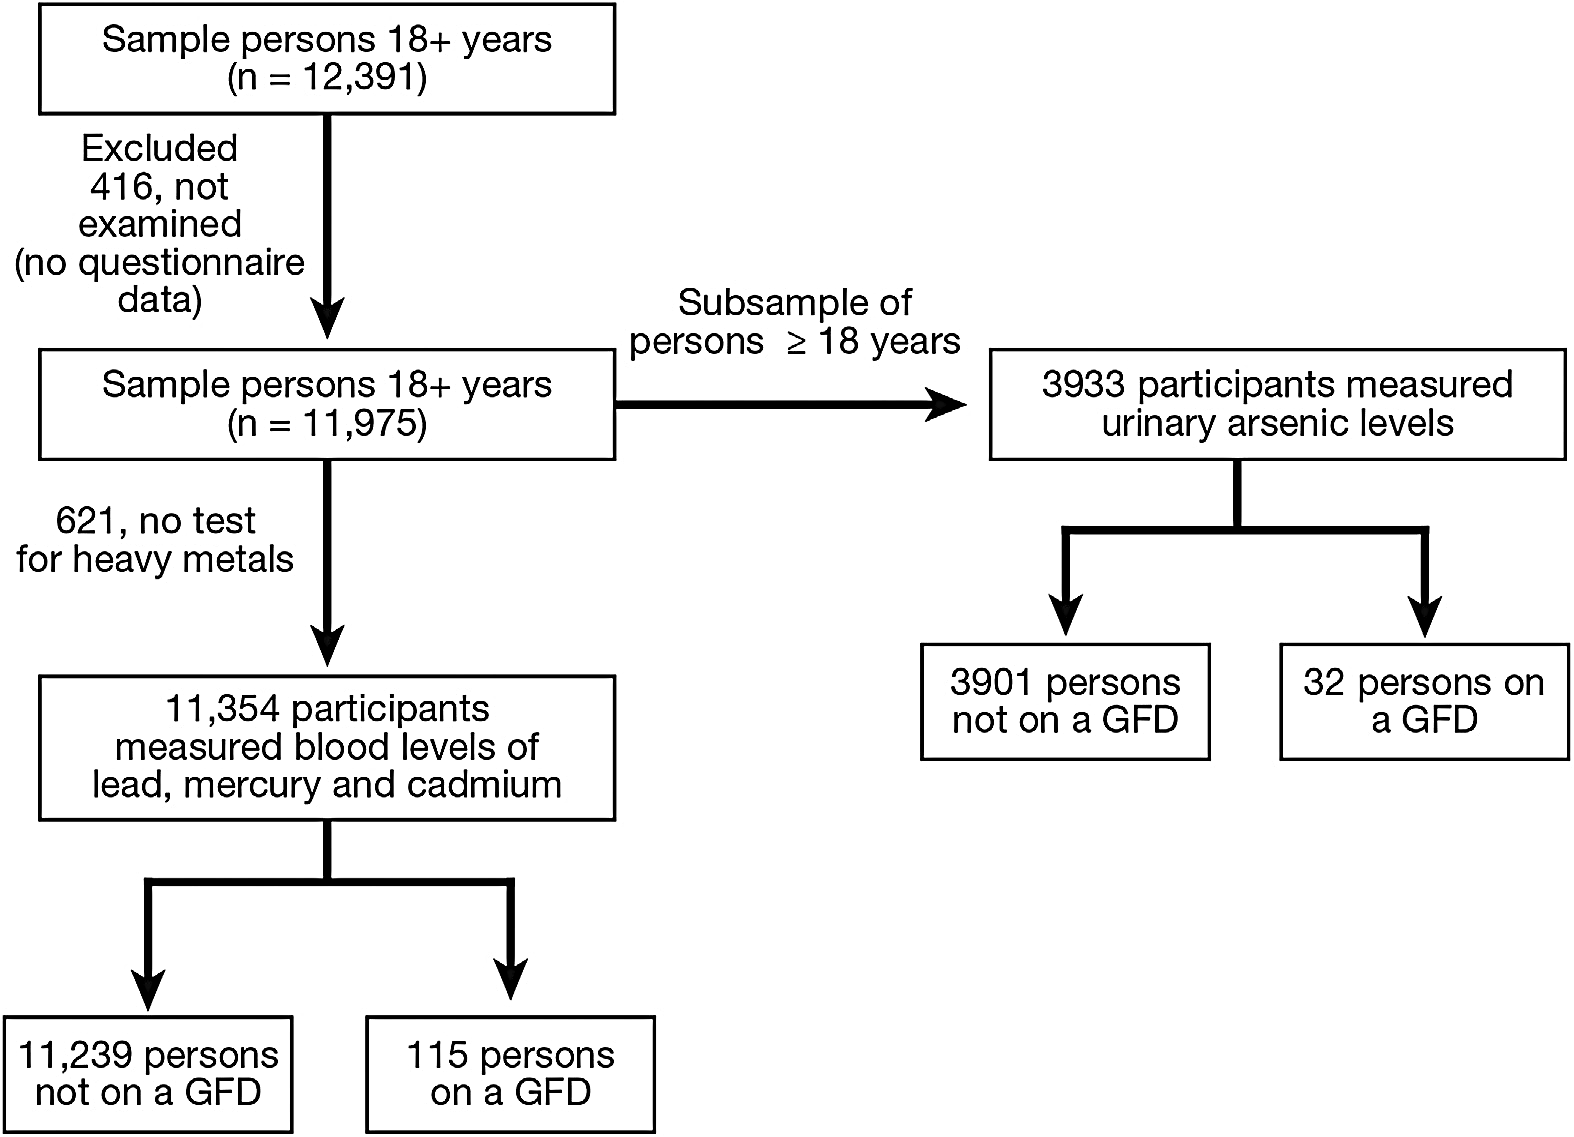 Sample persons 18+ years
(n = 12,391)
Excluded
416, not
examined
(no questionnaire
data)
Subsample of
persons ≥ 18 years
Sample persons 18+ years
(n = 11,975)
3933 participants measured
urinary arsenic levels
621, no test
for heavy metals
3901 persons
not on a GFD
32 persons on
a GFD
11,354 participants
measured blood levels of
lead, mercury and cadmium
11,239 persons
not on a GFD
115 persons
on a GFD